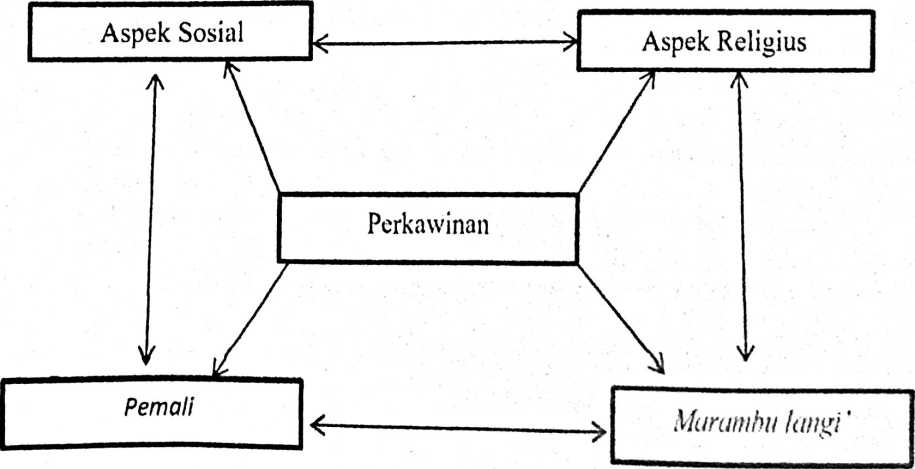 Aspek Sosial
Aspek Religius
Perkawinan
Pemali
Marambu langi'